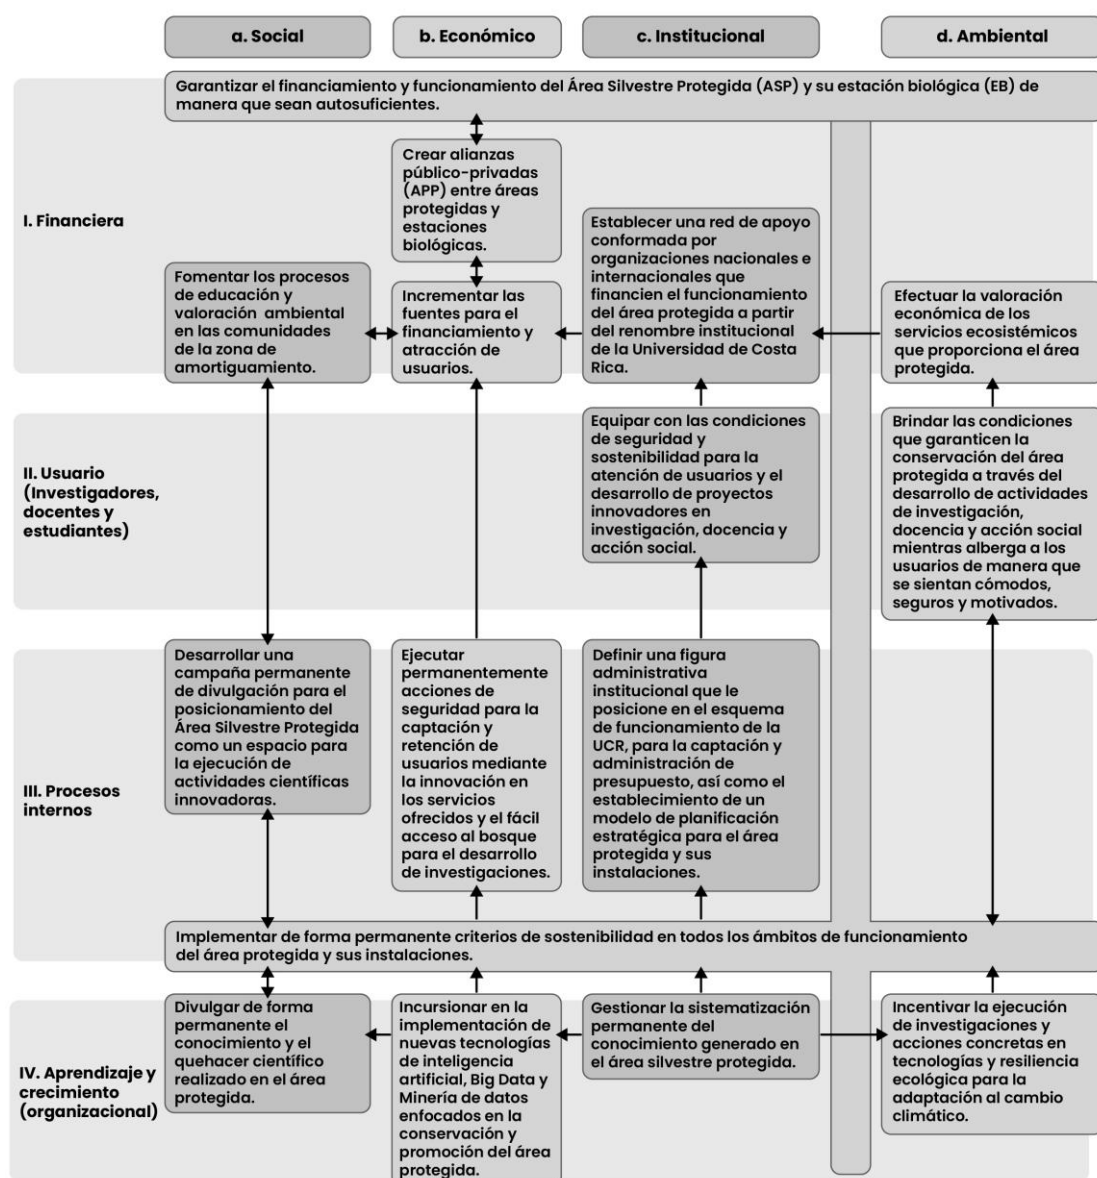 a. Social
b. Económico
c. Institucional
d. Ambiental
Garantizar el financiamiento y funcionamiento del Área Silvestre Protegida (ASP) y su estación biológica (EB) de
manera que sean autosuficientes.
I. Financiera
Crear alianzas
público-privadas
(APP) entre áreas
protegidas y
estaciones
biológicas.
Fomentar los procesos
de educación y
valoración ambiental
en las comunidades
de la zona de
amortiguamiento.
Incrementar las
fuentes para el
financiamiento y
atracción de
usuarios.
Establecer una red de apoyo
conformada por
organizaciones nacionales e
internacionales que
financien el funcionamiento
del área protegida a partir
del renombre institucional
de la Universidad de Costa
Rica.
Efectuar la valoración
económica de los
servicios ecosistémicos
que proporciona el área
protegida.
II. Usuario
(Investigadores,
docentes y
estudiantes)
Equipar con las condiciones
de seguridad y
sostenibilidad para la
atención de usuarios y el
desarrollo de proyectos
innovadores en
investigación, docencia y
acción social.
Brindar las condiciones
que garanticen la
conservación del área
protegida a través del
desarrollo de actividades
de investigación,
docencia y acción social
mientras alberga a los
usuarios de manera que
se sientan cómodos,
seguros y motivados.
III. Procesos
internos
Desarrollar una
campaña permanente
de divulgación para el
posicionamiento del
Área Silvestre Protegida
como un espacio para
la ejecución de
actividades científicas
innovadoras.
Ejecutar
permanentemente
acciones de
seguridad para la
captación y
retención de
usuarios mediante
la innovación en
los servicios
ofrecidos y el fácil
acceso al bosque
para el desarrollo
de investigaciones.
Definir una figura
administrativa
institucional que le
posicione en el esquema
de funcionamiento de la
UCR, para la captación y
administración de
presupuesto, así como el
establecimiento de un
modelo de planificación
estratégica para el área
protegida y sus
instalaciones.
Implementar de forma permanente criterios de sostenibilidad en todos los ámbitos de funcionamiento
del área protegida y sus instalaciones.
IV. Aprendizaje y
crecimiento
(organizacional)
Divulgar de forma
permanente el
conocimiento y el
quehacer científico
realizado en el área
protegida.
Incursionar en la
implementación de
nuevas tecnologías
de inteligencia
artificial, Big Data y
Minería de datos
enfocados en la
conservación y
promoción del área
protegida.
Gestionar la sistematización
permanente del
conocimiento generado en
el área silvestre protegida.
Incentivar la ejecución
de investigaciones y
acciones concretas en
tecnologías y resiliencia
ecológica para la
adaptación al cambio
climático.